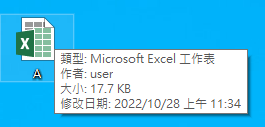 A
類型: Microsoft Excel 工作表
作者: user
大小: 17.7 KB
修改日期: 2022/10/28 上午 11:34